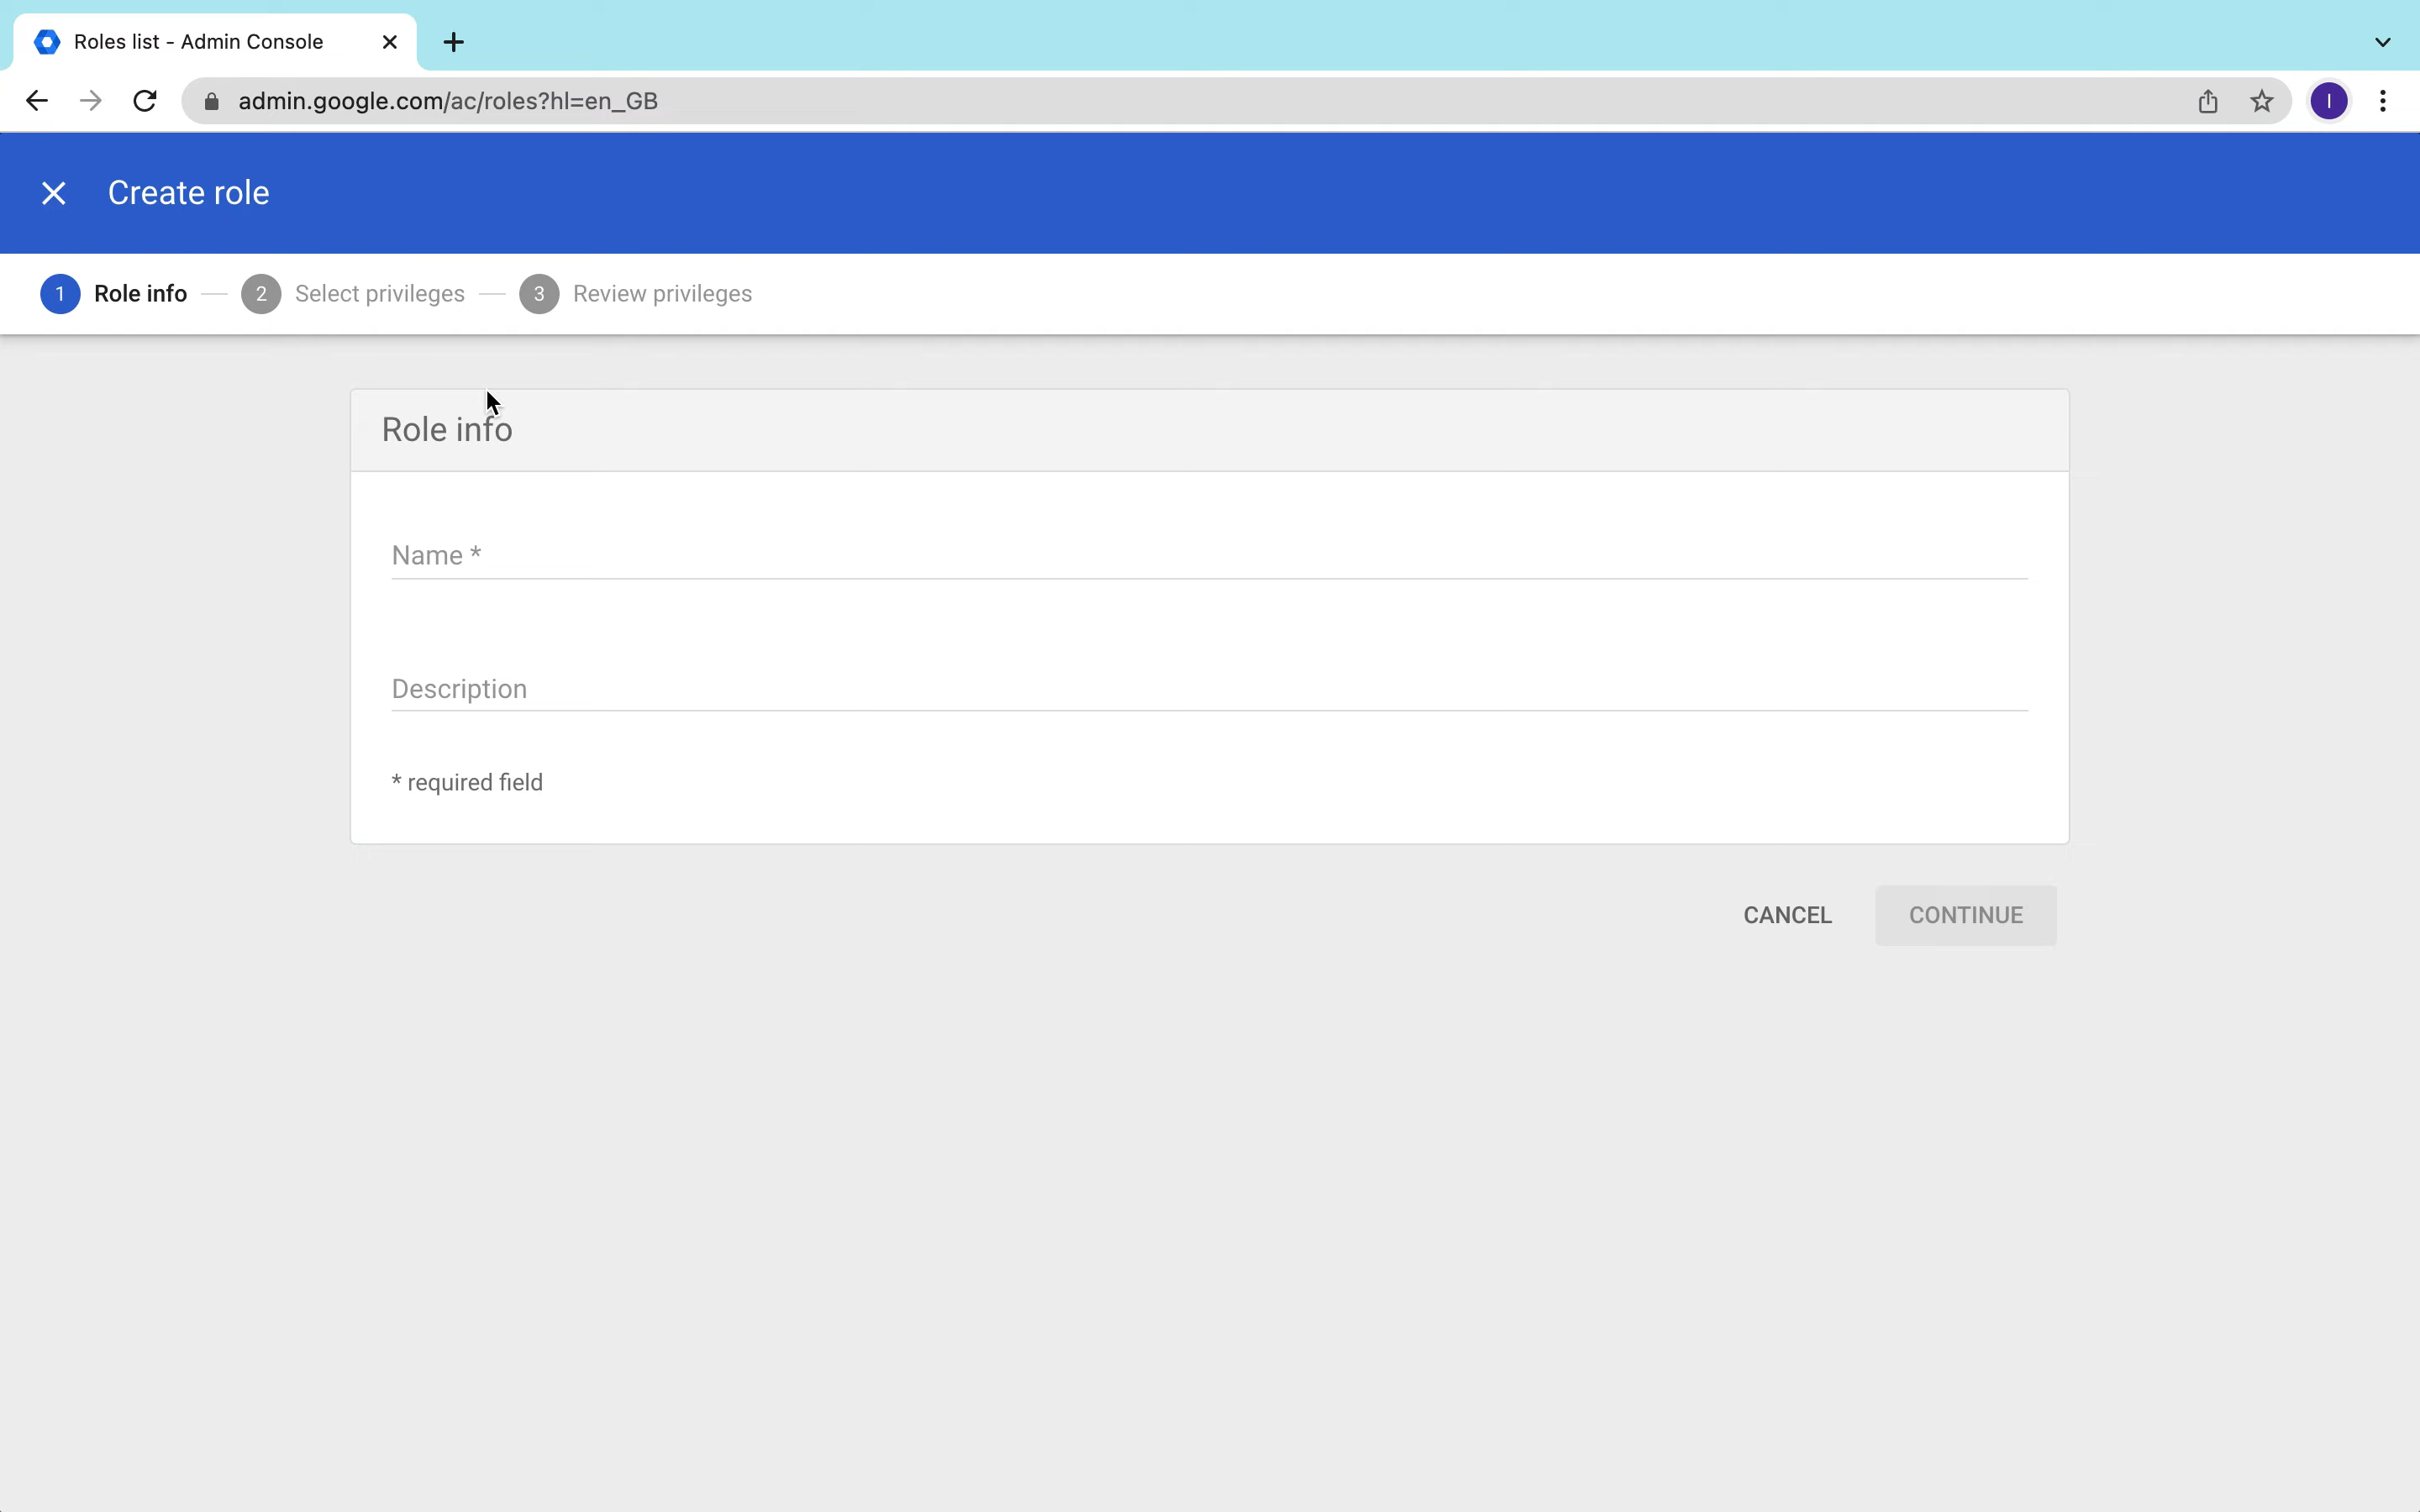 Roles list - Admin Console
admin.google.com/ac/roles?hl=en_GB
I
Create role
1 Role info 2 Select privileges 3 Review privileges
Role info
Name *
Description
* required field
CANCEL CONTINUE